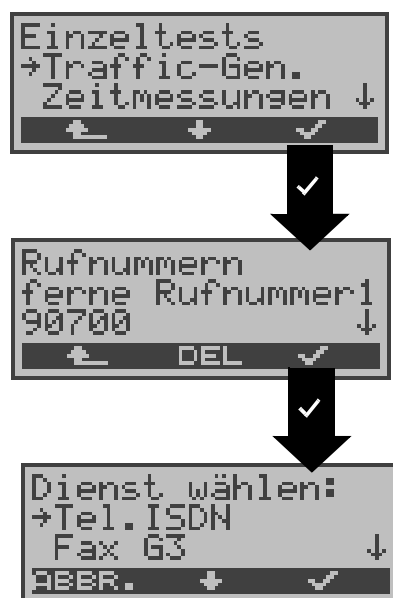 Einzeltests
→Traffic-Gen.
Zeitmessungen ↓
Rufnummern
ferne Rufnummer1
90700 ↓
DEL
Dienst wählen:
→Tel.ISDN
Fax G3 ↓
ABBR.